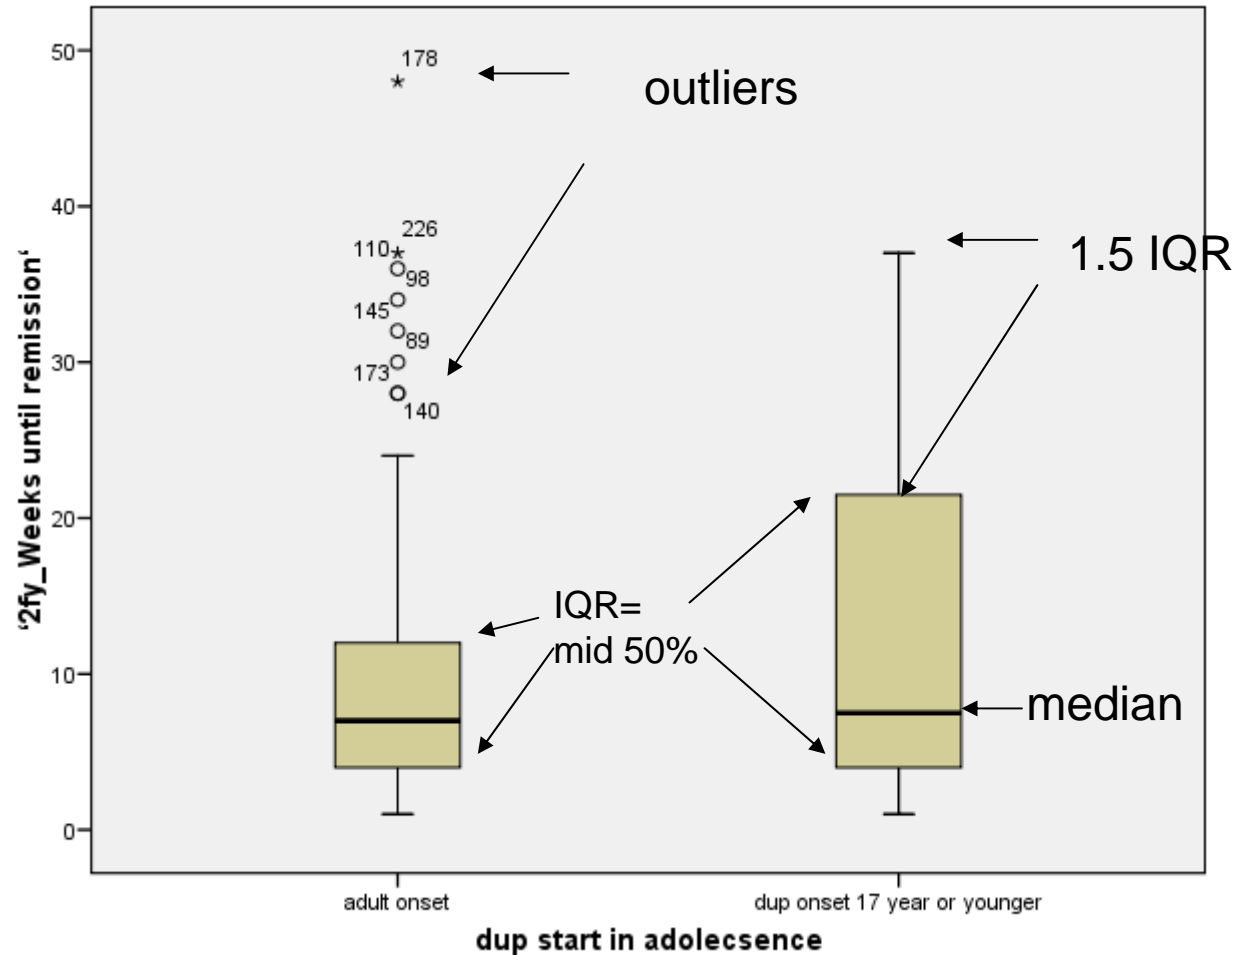 50
40
30
20
10
0
'2fy_Weeks until remission'
178
*
outliers
226
110
*
98
145
89
173
140
1.5 IQR
IQR=
mid 50%
median
adult onset
dup onset 17 year or younger
dup start in adolecsence